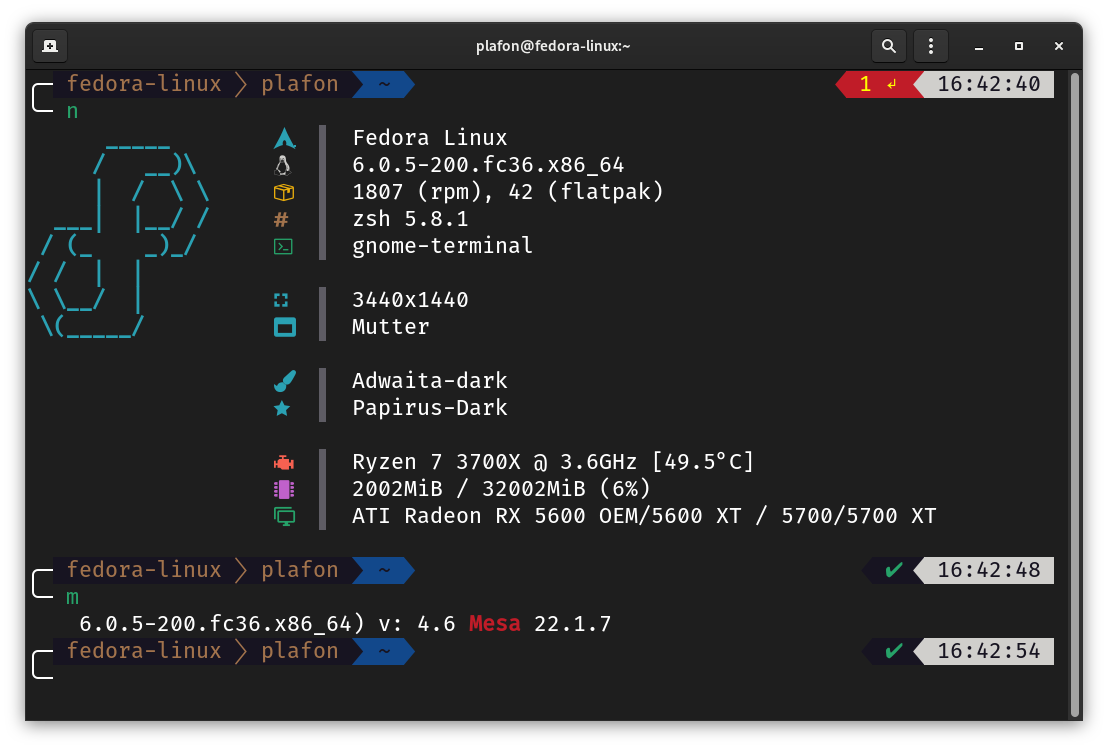 plafon@fedora-linux:~
fedora-linux plafon ~ 1 ↵ 16:42:40
n
Fedora Linux
6.0.5-200.fc36.x86_64
1807 (rpm), 42 (flatpak)
# zsh 5.8.1
gnome-terminal
3440x1440
Mutter
Adwaita-dark
Papirus-Dark
Ryzen 7 3700X @ 3.6GHz [49.5°C]
2002MiB / 32002MiB (6%)
ATI Radeon RX 5600 OEM/5600 XT / 5700/5700 XT
fedora-linux plafon ~ ✔ 16:42:48
m
6.0.5-200.fc36.x86_64) v: 4.6 Mesa 22.1.7
fedora-linux plafon ~ ✔ 16:42:54